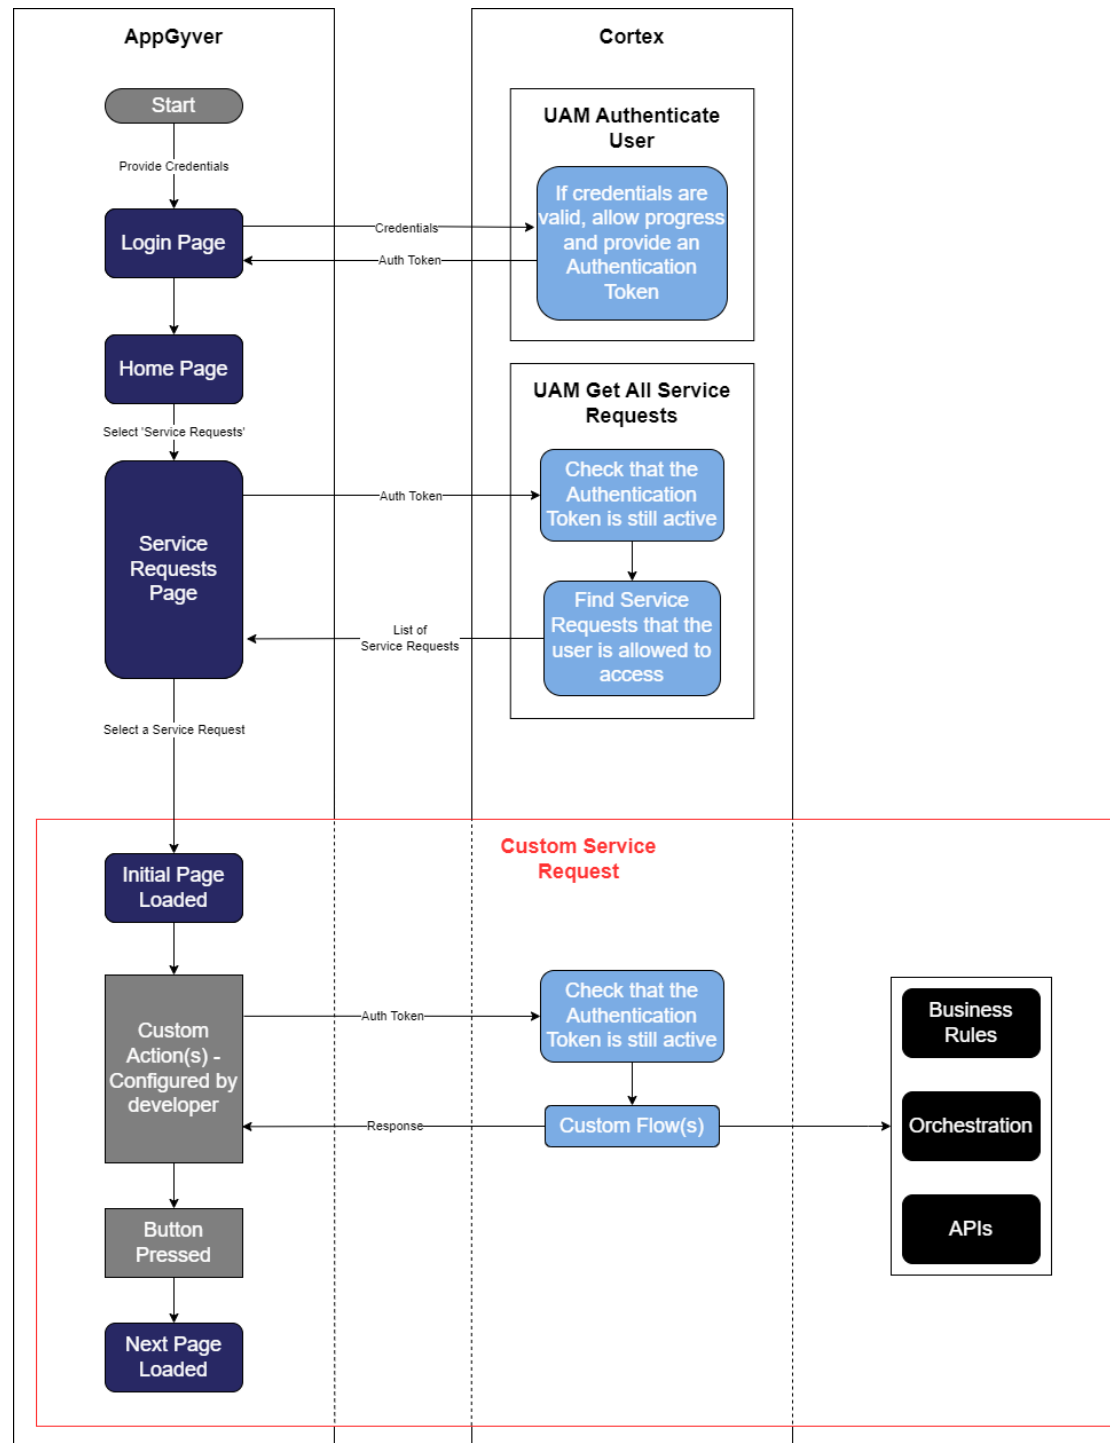 AppGyver
Cortex
Start
UAM Authenticate
User
Provide Credentials
If credentials are
valid, allow progress
and provide an
Authentication
Token
Login Page
Credentials
Auth Token
Home Page
UAM Get All Service
Requests
Select 'Service Requests'
Check that the
Authentication
Token is still active
Auth Token
Service
Requests
Page
Find Service
Requests that the
user is allowed to
access
List of
Service Requests
Select a Service Request
Custom Service
Request
Initial Page
Loaded
Custom
Action(s) -
Configured by
developer
Auth Token
Check that the
Authentication
Token is still active
Response
Custom Flow(s)
Business
Rules
Orchestration
APIs
Button
Pressed
Next Page
Loaded